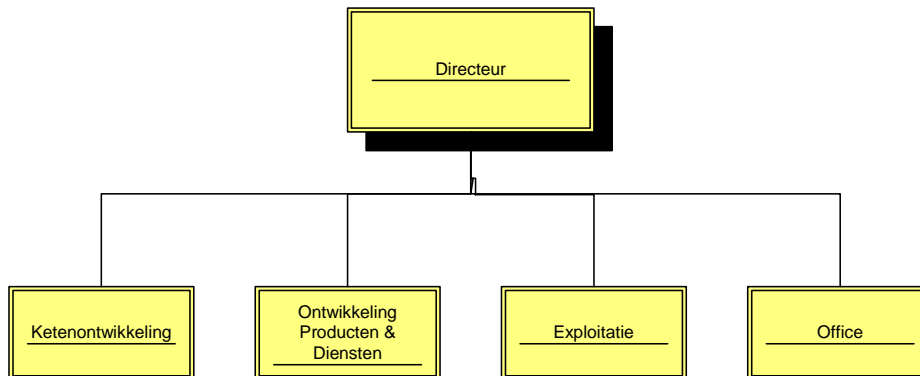 Directeur
Ketenontwikkeling
Ontwikkeling
Producten &
Diensten
Exploitatie
Office